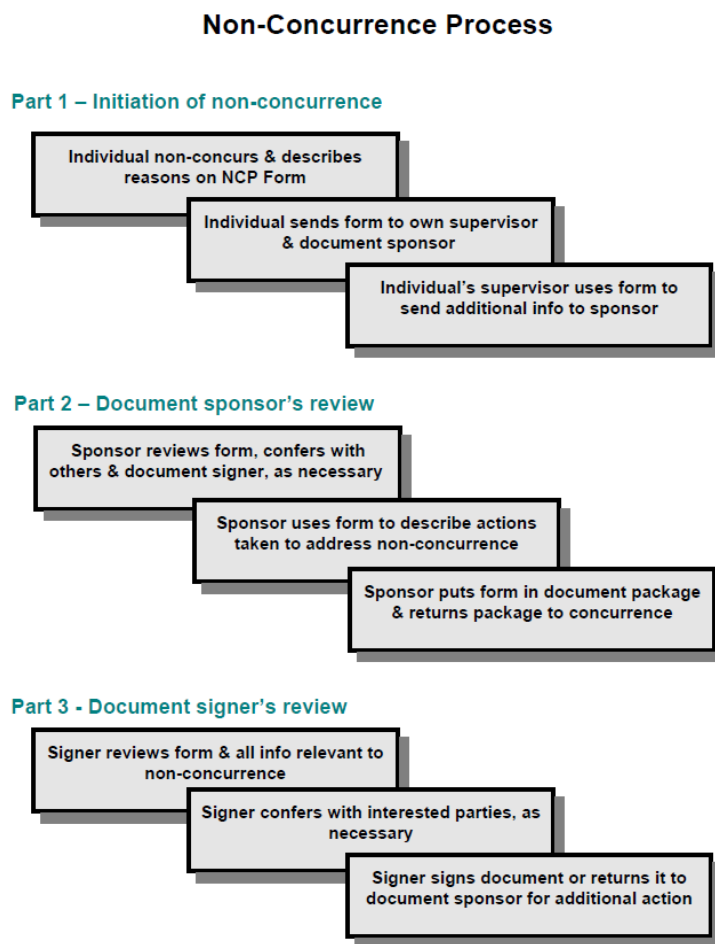 Non-Concurrence Process
Part 1 – Initiation of non-concurrence
Individual non-concurs & describes
reasons on NCP Form
Individual sends form to own supervisor
& document sponsor
Individual's supervisor uses form to
send additional info to sponsor
Part 2 – Document sponsor's review
Sponsor reviews form, confers with
others & document signer, as necessary
Sponsor uses form to describe actions
taken to address non-concurrence
Sponsor puts form in document package
& returns package to concurrence
Part 3 - Document signer's review
Signer reviews form & all info relevant to
non-concurrence
Signer confers with interested parties, as
necessary
Signer signs document or returns it to
document sponsor for additional action